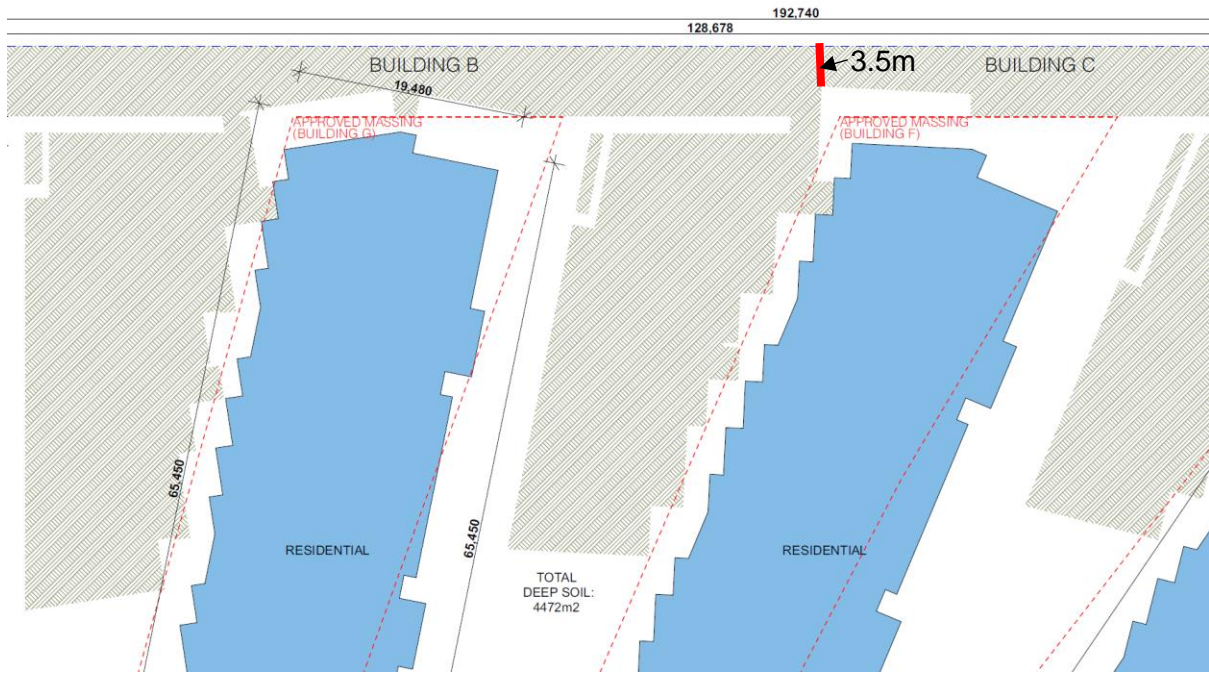 192,740
128,678
BUILDING B
3.5m
BUILDING C
19,480
APPROVED MASSING
(BUILDING G)
APPROVED MASSING
(BUILDING F)
65,450
65,450
RESIDENTIAL
RESIDENTIAL
TOTAL
DEEP SOIL:
4472m2